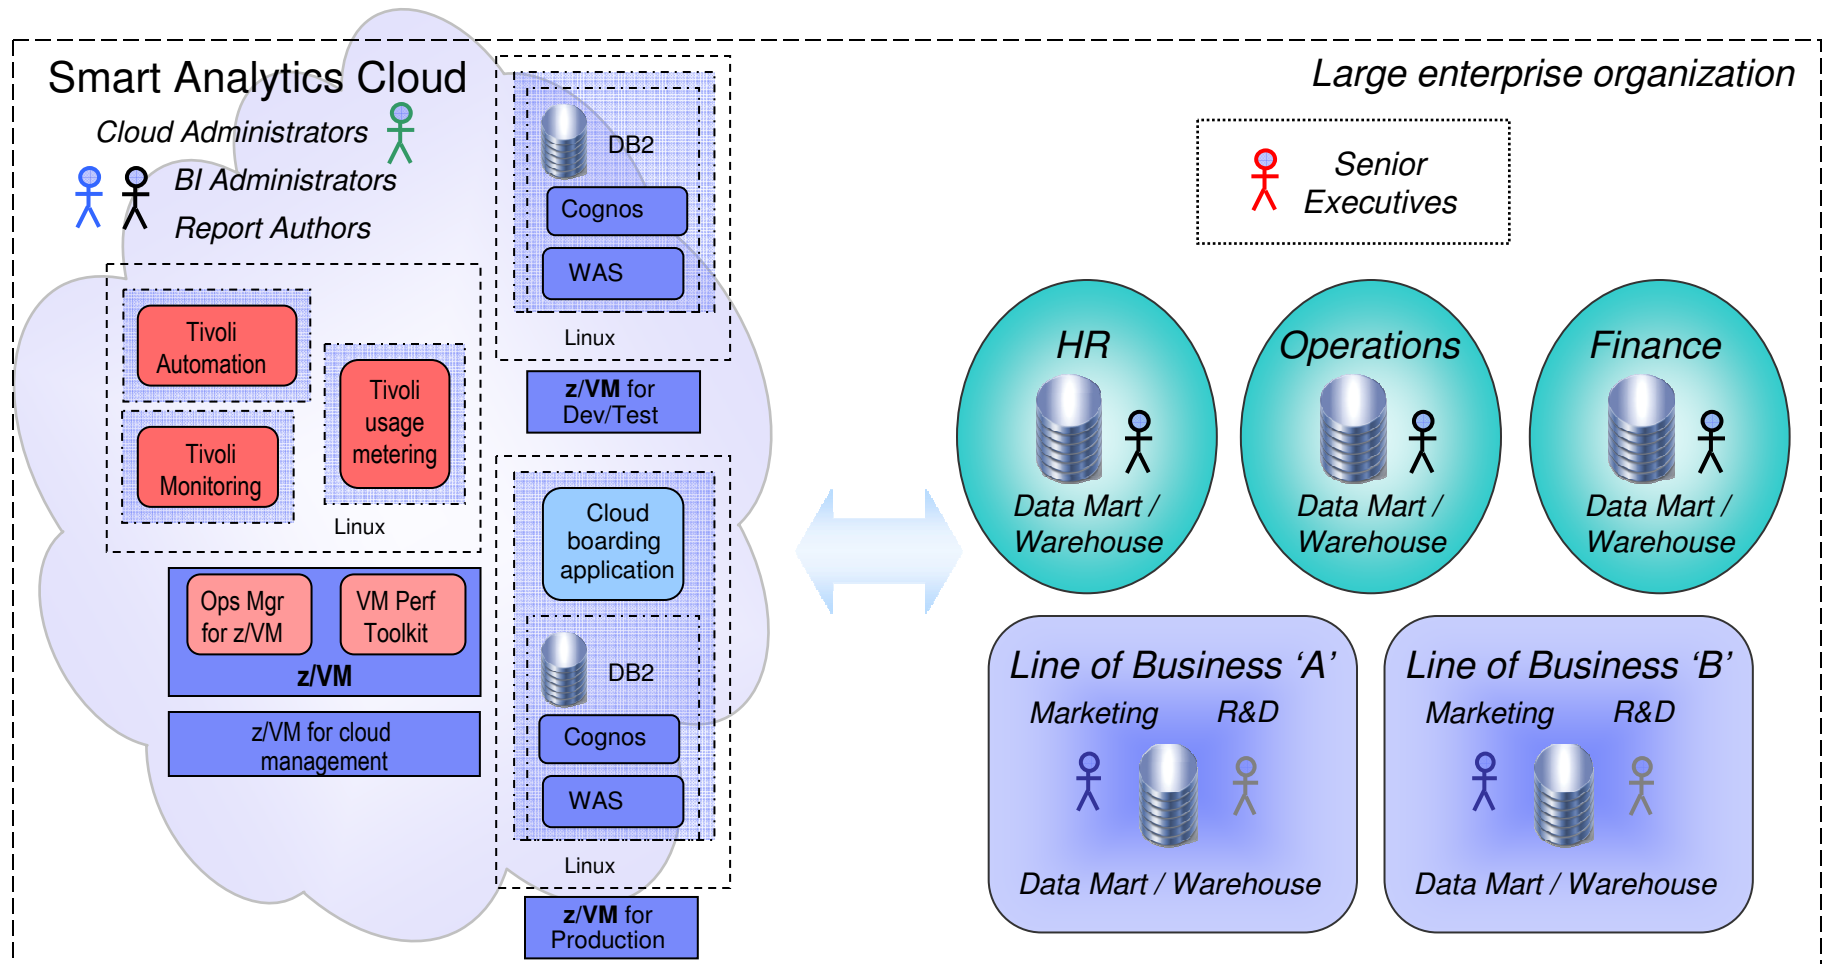 Smart Analytics Cloud
Cloud Administrators
BI Administrators
Report Authors
Tivoli
Automation
Tivoli
Monitoring
Tivoli
usage
metering
Linux
Ops Mgr
for z/VM
VM Perf
Toolkit
z/VM
z/VM for cloud
management
DB2
Cognos
WAS
Linux
z/VM for
Dev/Test
Cloud
boarding
application
DB2
Cognos
WAS
Linux
z/VM for
Production
Large enterprise organization
Senior
Executives
HR
Data Mart /
Warehouse
Operations
Data Mart /
Warehouse
Finance
Data Mart /
Warehouse
Line of Business ‘A’
Marketing R&D
Data Mart / Warehouse
Line of Business ‘B’
Marketing R&D
Data Mart / Warehouse